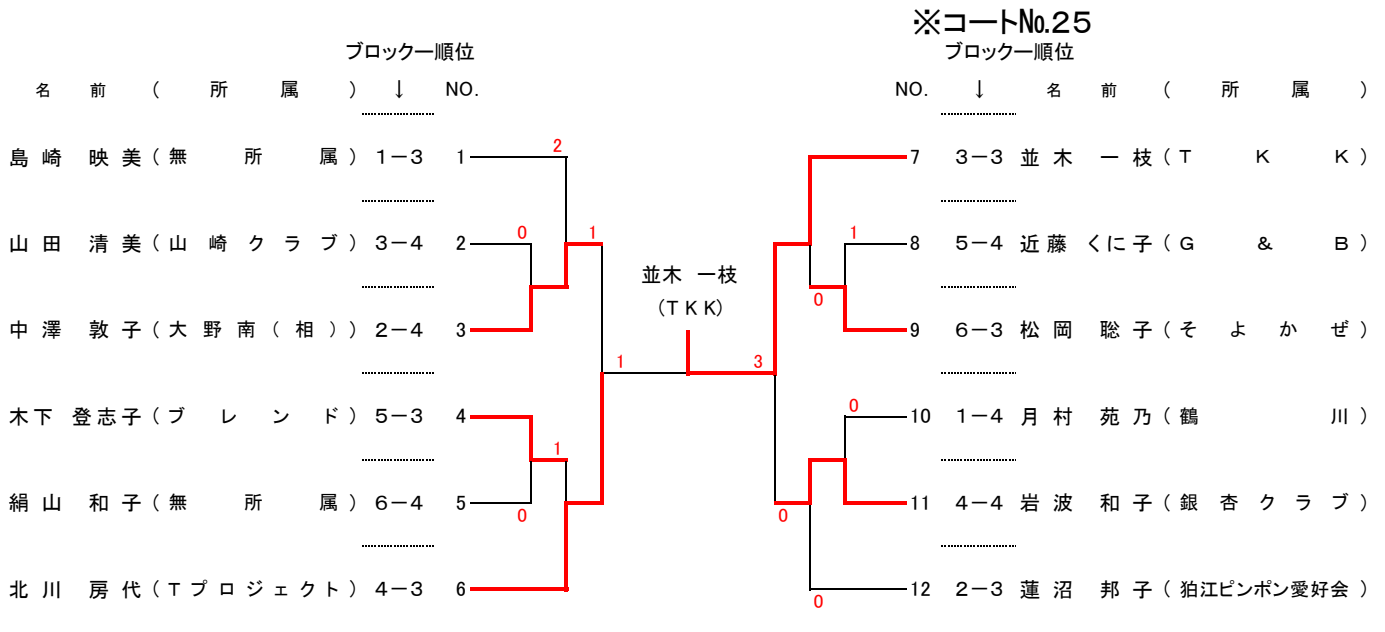 ※コート№25
ブロックー順位 ブロックー順位
名 前 ( 所 属 ) ↓ NO. NO. ↓ 名 前 ( 所 属 )
島崎 映美(無 所 属) 1-3 1 2 7 3-3 並木 一枝(T K K)
山田 清美(山崎クラブ) 3-4 2 0 1 1 8 5-4 近藤 くに子(G & B)
並木 一枝
(TKK)
0
中澤 敦子(大野南(相)) 2-4 3 9 6-3 松岡 聡子(そよかぜ)
1 3
木下 登志子(ブレンド) 5-3 4 0 10 1-4 月村 苑乃(鶴 川)
1
絹山 和子(無 所 属) 6-4 5 0 0 11 4-4 岩波 和子(銀杏クラブ)
北川 房代(Tプロジェクト) 4-3 6 0 12 2-3 蓮沼 邦子(狛江ピンポン愛好会)